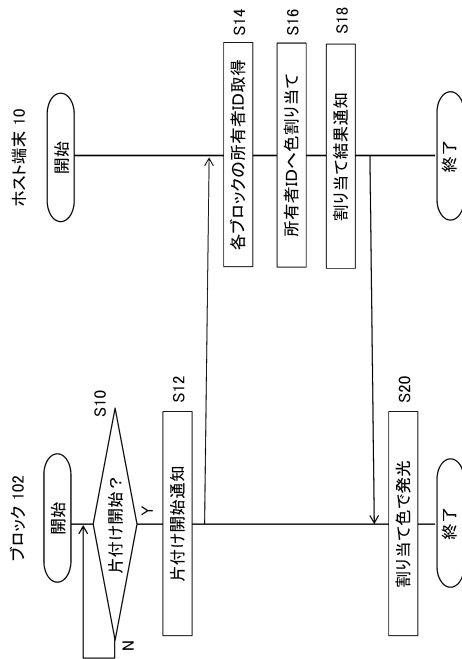 ブロック 102
開始
片付け開始？
S10
N
Y
片付け開始通知
S12
割り当て色で発光
S20
終了
ホスト端末 10
開始
各ブロックの所有者ID取得
S14
所有者IDへ色割り当て
S16
割り当て結果通知
S18
終了